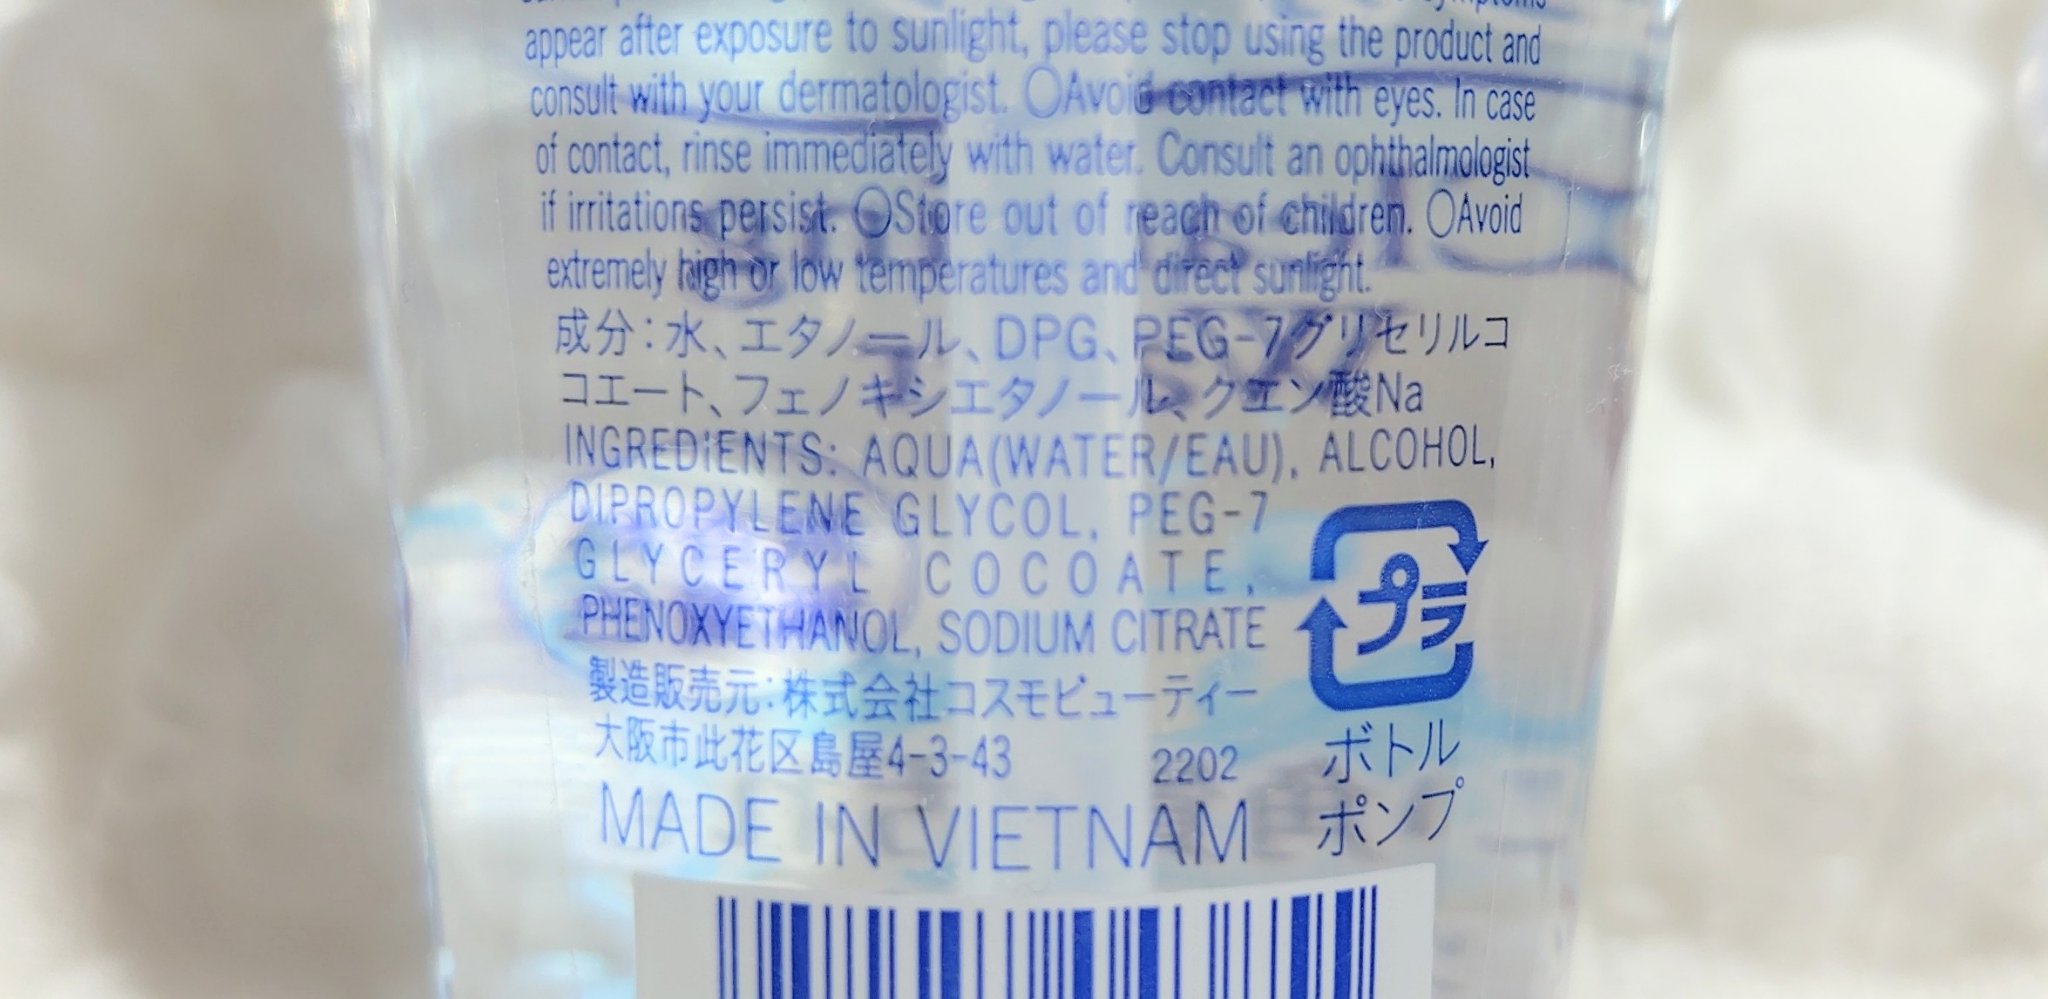 appear after exposure to sunlight, please stop using the product and
consult with your dermatologist. ○Avoid contact with eyes. In case
of contact, rinse immediately with water. Consult an ophthalmologist
if irritations persist. ○Store out of reach of children. ○Avoid
extremely high or low temperatures and direct sunlight.
成分：水、エタノール、DPG、PEG-7グリセリルコ
コエート、フェノキシエタノール、クエン酸Na
INGREDIENTS: AQUA(WATER/EAU), ALCOHOL,
DIPROPYLENE GLYCOL, PEG-7
GLYCERYL COCOATE,
PHENOXYETHANOL, SODIUM CITRATE
プラ
製造販売元：株式会社コスモビューティー
大阪市此花区島屋4-3-43 2202
MADE IN VIETNAM
ボトル
ポンプ